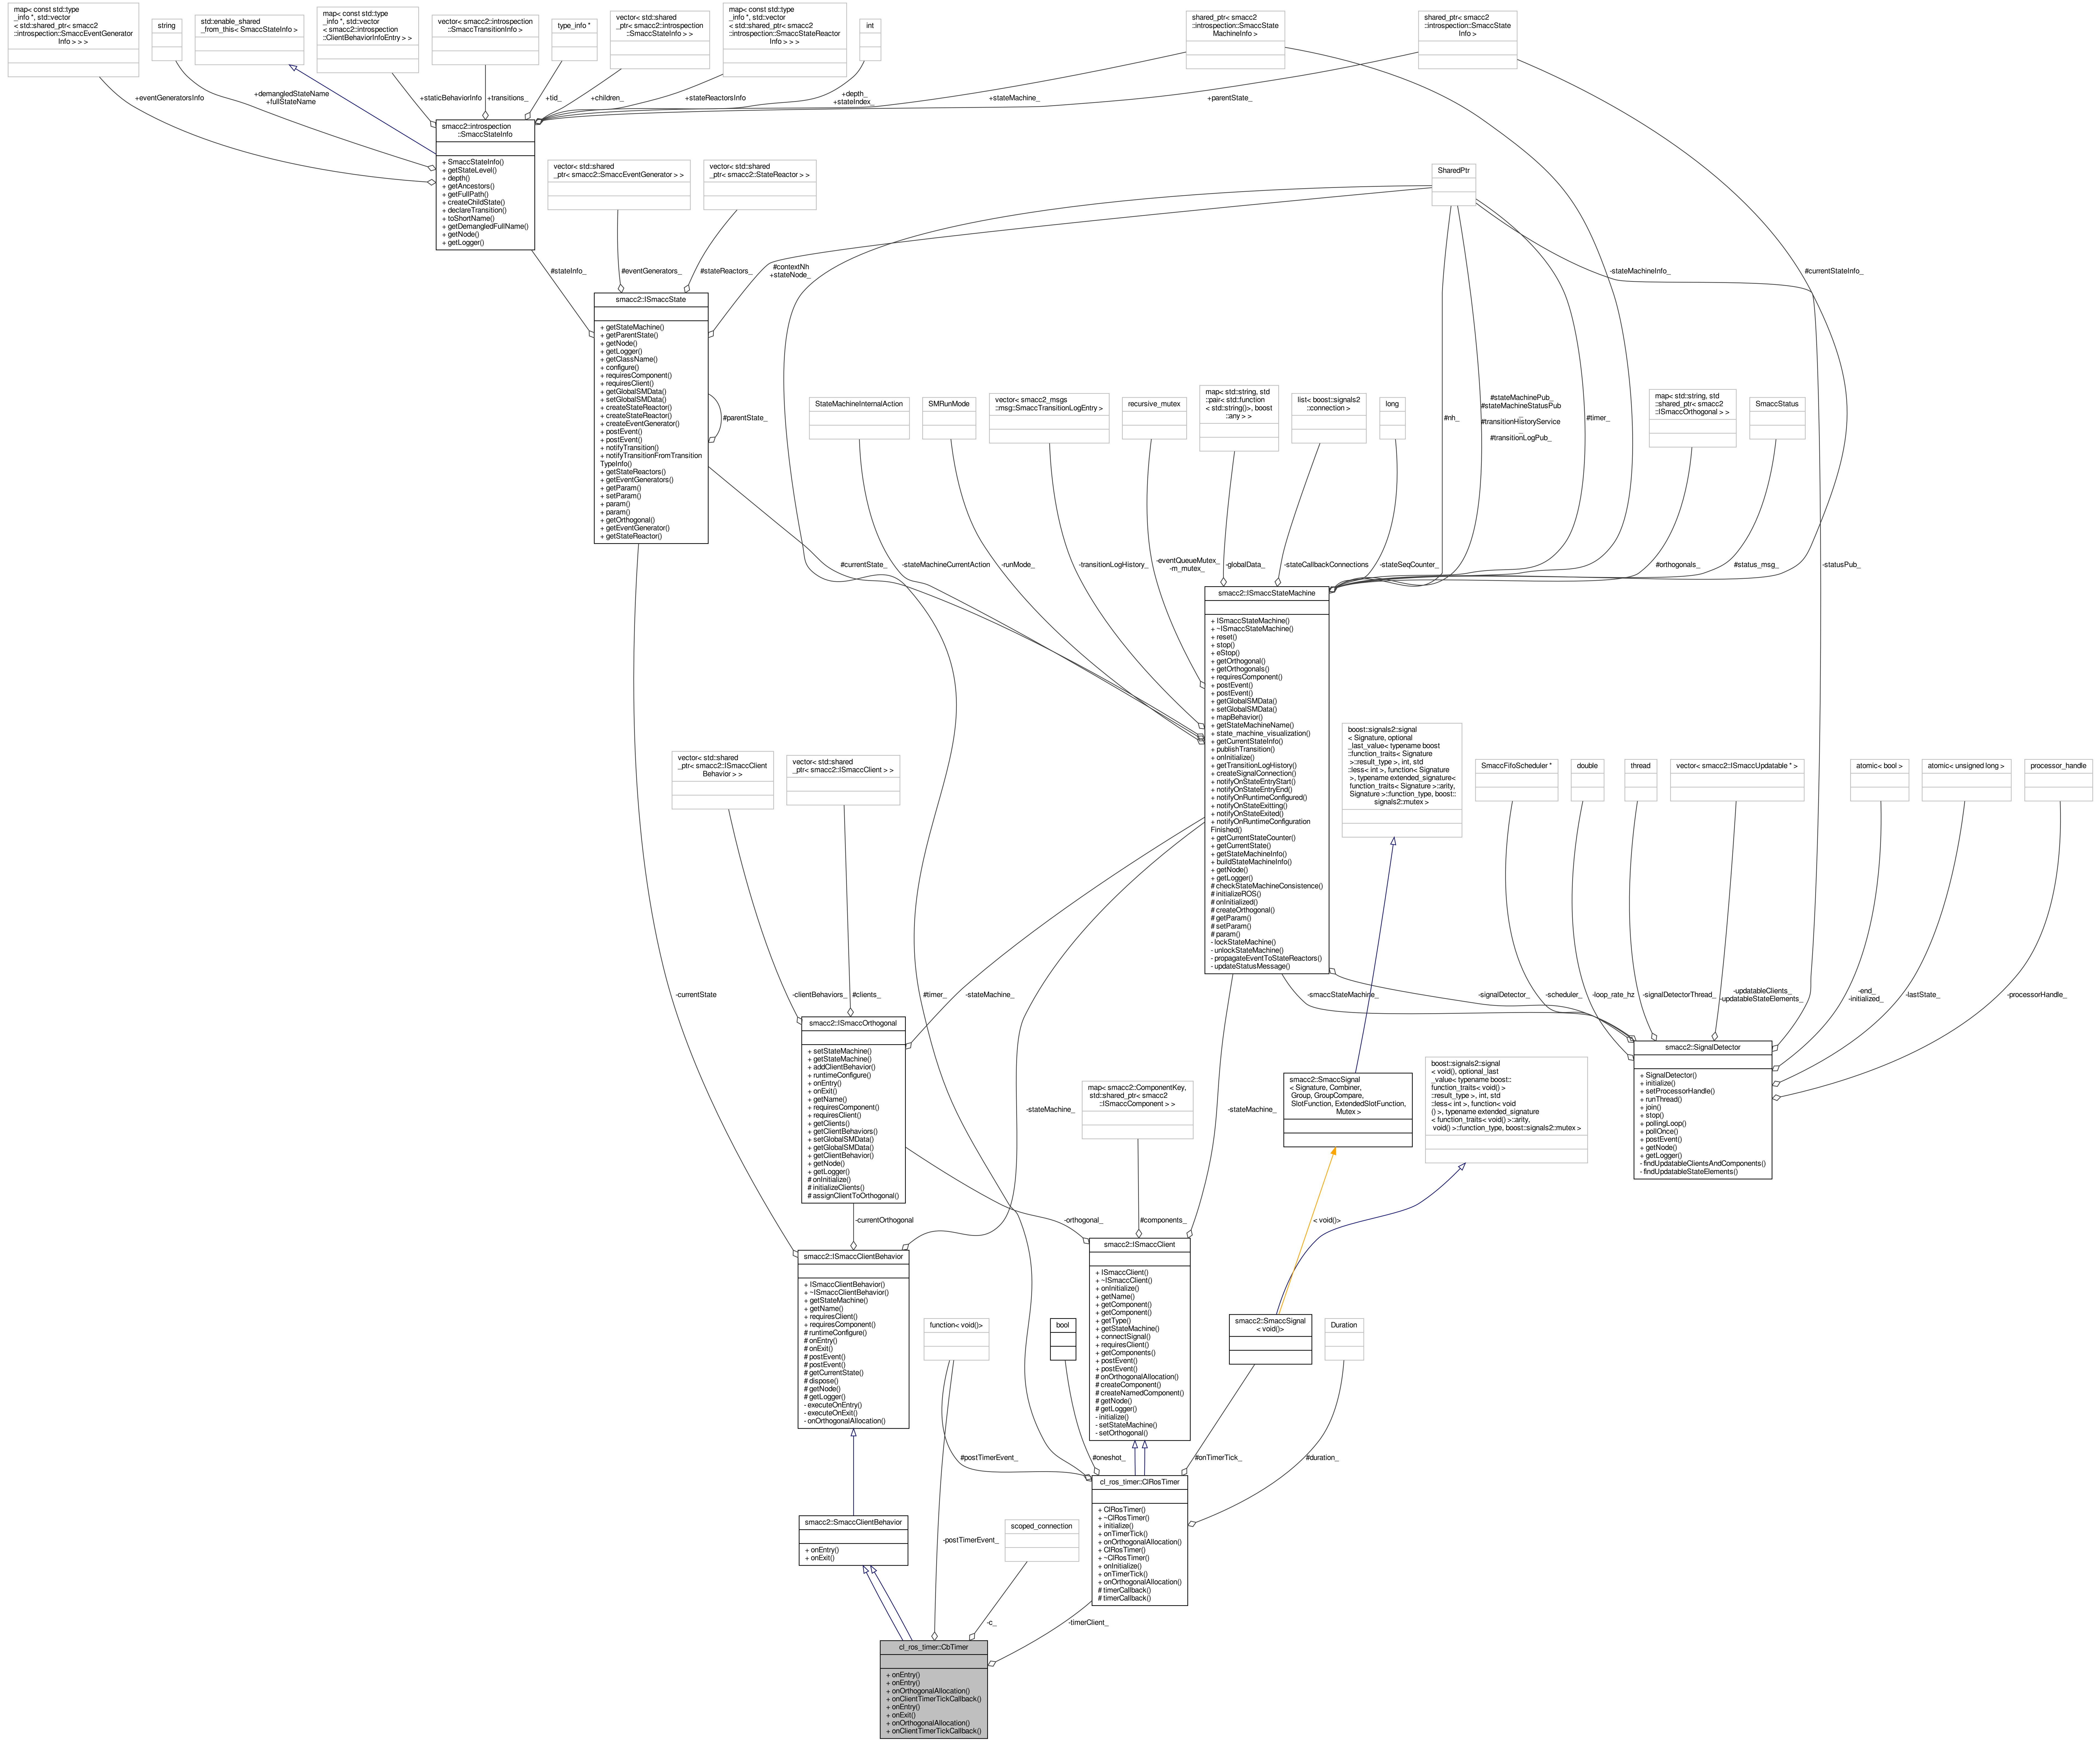 map< const std::type
_info *, std::vector
< std::shared_ptr< smacc2
::introspection::SmaccEventGenerator
Info > > >
string
std::enable_shared
_from_this< SmaccStateInfo >
map< const std::type
_info *, std::vector
< smacc2::introspection
::ClientBehaviorInfoEntry > >
vector< smacc2::introspection
::SmaccTransitionInfo >
type_info *
vector< std::shared
_ptr< smacc2::introspection
::SmaccStateInfo > >
map< const std::type
_info *, std::vector
< std::shared_ptr< smacc2
::introspection::SmaccStateReactor
Info > > >
int
shared_ptr< smacc2
::introspection::SmaccState
MachineInfo >
shared_ptr< smacc2
::introspection::SmaccState
Info >
+eventGeneratorsInfo
+demangledStateName
+fullStateName
+staticBehaviorInfo
+transitions_
+tid_
+children_
+stateReactorsInfo
+depth_
+stateIndex_
+stateMachine_
+parentState_
smacc2::introspection
::SmaccStateInfo
+ SmaccStateInfo()
+ getStateLevel()
+ depth()
+ getAncestors()
+ getFullPath()
+ createChildState()
+ declareTransition()
+ toShortName()
+ getDemangledFullName()
+ getNode()
+ getLogger()
vector< std::shared
_ptr< smacc2::SmaccEventGenerator > >
vector< std::shared
_ptr< smacc2::StateReactor > >
SharedPtr
#stateInfo_
#eventGenerators_
#stateReactors_
#contextNh
+stateNode_
-stateMachineInfo_
#currentStateInfo_
smacc2::ISmaccState
+ getStateMachine()
+ getParentState()
+ getNode()
+ getLogger()
+ getClassName()
+ configure()
+ requiresComponent()
+ requiresClient()
+ getGlobalSMData()
+ setGlobalSMData()
+ createStateReactor()
+ createStateReactor()
+ createEventGenerator()
+ postEvent()
+ postEvent()
+ notifyTransition()
+ notifyTransitionFromTransition
TypeInfo()
+ getStateReactors()
+ getEventGenerators()
+ getParam()
+ setParam()
+ param()
+ param()
+ getOrthogonal()
+ getEventGenerator()
+ getStateReactor()
#parentState_
StateMachineInternalAction
SMRunMode
vector< smacc2_msgs
::msg::SmaccTransitionLogEntry >
recursive_mutex
map< std::string, std
::pair< std::function
< std::string()>, boost
::any > >
list< boost::signals2
::connection >
long
#nh_
#stateMachinePub_
#stateMachineStatusPub
_
#transitionHistoryService
_
#transitionLogPub_
#timer_
map< std::string, std
::shared_ptr< smacc2
::ISmaccOrthogonal > >
SmaccStatus
#currentState_
-stateMachineCurrentAction
-runMode_
-transitionLogHistory_
-eventQueueMutex_
-m_mutex_
-globalData_
-stateCallbackConnections
-stateSeqCounter_
#orthogonals_
#status_msg_
-statusPub_
smacc2::ISmaccStateMachine
+ ISmaccStateMachine()
+ ~ISmaccStateMachine()
+ reset()
+ stop()
+ eStop()
+ getOrthogonal()
+ getOrthogonals()
+ requiresComponent()
+ postEvent()
+ postEvent()
+ getGlobalSMData()
+ setGlobalSMData()
+ mapBehavior()
+ getStateMachineName()
+ state_machine_visualization()
+ getCurrentStateInfo()
+ publishTransition()
+ onInitialize()
+ getTransitionLogHistory()
+ createSignalConnection()
+ notifyOnStateEntryStart()
+ notifyOnStateEntryEnd()
+ notifyOnRuntimeConfigured()
+ notifyOnStateExitting()
+ notifyOnStateExited()
+ notifyOnRuntimeConfiguration
Finished()
+ getCurrentStateCounter()
+ getCurrentState()
+ getStateMachineInfo()
+ buildStateMachineInfo()
+ getNode()
+ getLogger()
# checkStateMachineConsistence()
# initializeROS()
# onInitialized()
# createOrthogonal()
# getParam()
# setParam()
# param()
- lockStateMachine()
- unlockStateMachine()
- propagateEventToStateReactors()
- updateStatusMessage()
boost::signals2::signal
< Signature, optional
_last_value< typename boost
::function_traits< Signature
>::result_type >, int, std
::less< int >, function< Signature
>, typename extended_signature<
function_traits< Signature >::arity,
Signature >::function_type, boost::
signals2::mutex >
vector< std::shared
_ptr< smacc2::ISmaccClient
Behavior > >
vector< std::shared
_ptr< smacc2::ISmaccClient > >
SmaccFifoScheduler *
double
thread
vector< smacc2::ISmaccUpdatable * >
atomic< bool >
atomic< unsigned long >
processor_handle
-currentState
-clientBehaviors_
#clients_
#timer_
-stateMachine_
-smaccStateMachine_
-signalDetector_
-scheduler_
-loop_rate_hz
-signalDetectorThread_
-updatableClients_
-updatableStateElements_
-end_
-initialized_
-lastState_
-processorHandle_
smacc2::ISmaccOrthogonal
+ setStateMachine()
+ getStateMachine()
+ addClientBehavior()
+ runtimeConfigure()
+ onEntry()
+ onExit()
+ getName()
+ requiresComponent()
+ requiresClient()
+ getClients()
+ getClientBehaviors()
+ setGlobalSMData()
+ getGlobalSMData()
+ getClientBehavior()
+ getNode()
+ getLogger()
# onInitialize()
# initializeClients()
# assignClientToOrthogonal()
smacc2::SignalDetector
+ SignalDetector()
+ initialize()
+ setProcessorHandle()
+ runThread()
+ join()
+ stop()
+ pollingLoop()
+ pollOnce()
+ postEvent()
+ getNode()
+ getLogger()
- findUpdatableClientsAndComponents()
- findUpdatableStateElements()
map< smacc2::ComponentKey,
std::shared_ptr< smacc2
::ISmaccComponent > >
smacc2::SmaccSignal
< Signature, Combiner,
Group, GroupCompare,
SlotFunction, ExtendedSlotFunction,
Mutex >
boost::signals2::signal
< void(), optional_last
_value< typename boost::
function_traits< void() >
::result_type >, int, std
::less< int >, function< void
() >, typename extended_signature
< function_traits< void() >::arity,
void() >::function_type, boost::signals2::mutex >
-stateMachine_
-stateMachine_
-currentOrthogonal
-orthogonal_
#components_
< void()>
smacc2::ISmaccClientBehavior
+ ISmaccClientBehavior()
+ ~ISmaccClientBehavior()
+ getStateMachine()
+ getName()
+ requiresClient()
+ requiresComponent()
# runtimeConfigure()
# onEntry()
# onExit()
# postEvent()
# postEvent()
# getCurrentState()
# dispose()
# getNode()
# getLogger()
- executeOnEntry()
- executeOnExit()
- onOrthogonalAllocation()
smacc2::ISmaccClient
+ ISmaccClient()
+ ~ISmaccClient()
+ onInitialize()
+ getName()
+ getComponent()
+ getComponent()
+ getType()
+ getStateMachine()
+ connectSignal()
+ requiresClient()
+ getComponents()
+ postEvent()
+ postEvent()
# onOrthogonalAllocation()
# createComponent()
# createNamedComponent()
# getNode()
# getLogger()
- initialize()
- setStateMachine()
- setOrthogonal()
function< void()>
bool
smacc2::SmaccSignal
< void()>
Duration
#postTimerEvent_
#oneshot_
#onTimerTick_
#duration_
cl_ros_timer::ClRosTimer
+ ClRosTimer()
+ ~ClRosTimer()
+ initialize()
+ onTimerTick()
+ onOrthogonalAllocation()
+ ClRosTimer()
+ ~ClRosTimer()
+ onInitialize()
+ onTimerTick()
+ onOrthogonalAllocation()
# timerCallback()
# timerCallback()
smacc2::SmaccClientBehavior
+ onEntry()
+ onExit()
scoped_connection
-postTimerEvent_
-c_
-timerClient_
cl_ros_timer::CbTimer
+ onEntry()
+ onEntry()
+ onOrthogonalAllocation()
+ onClientTimerTickCallback()
+ onEntry()
+ onExit()
+ onOrthogonalAllocation()
+ onClientTimerTickCallback()